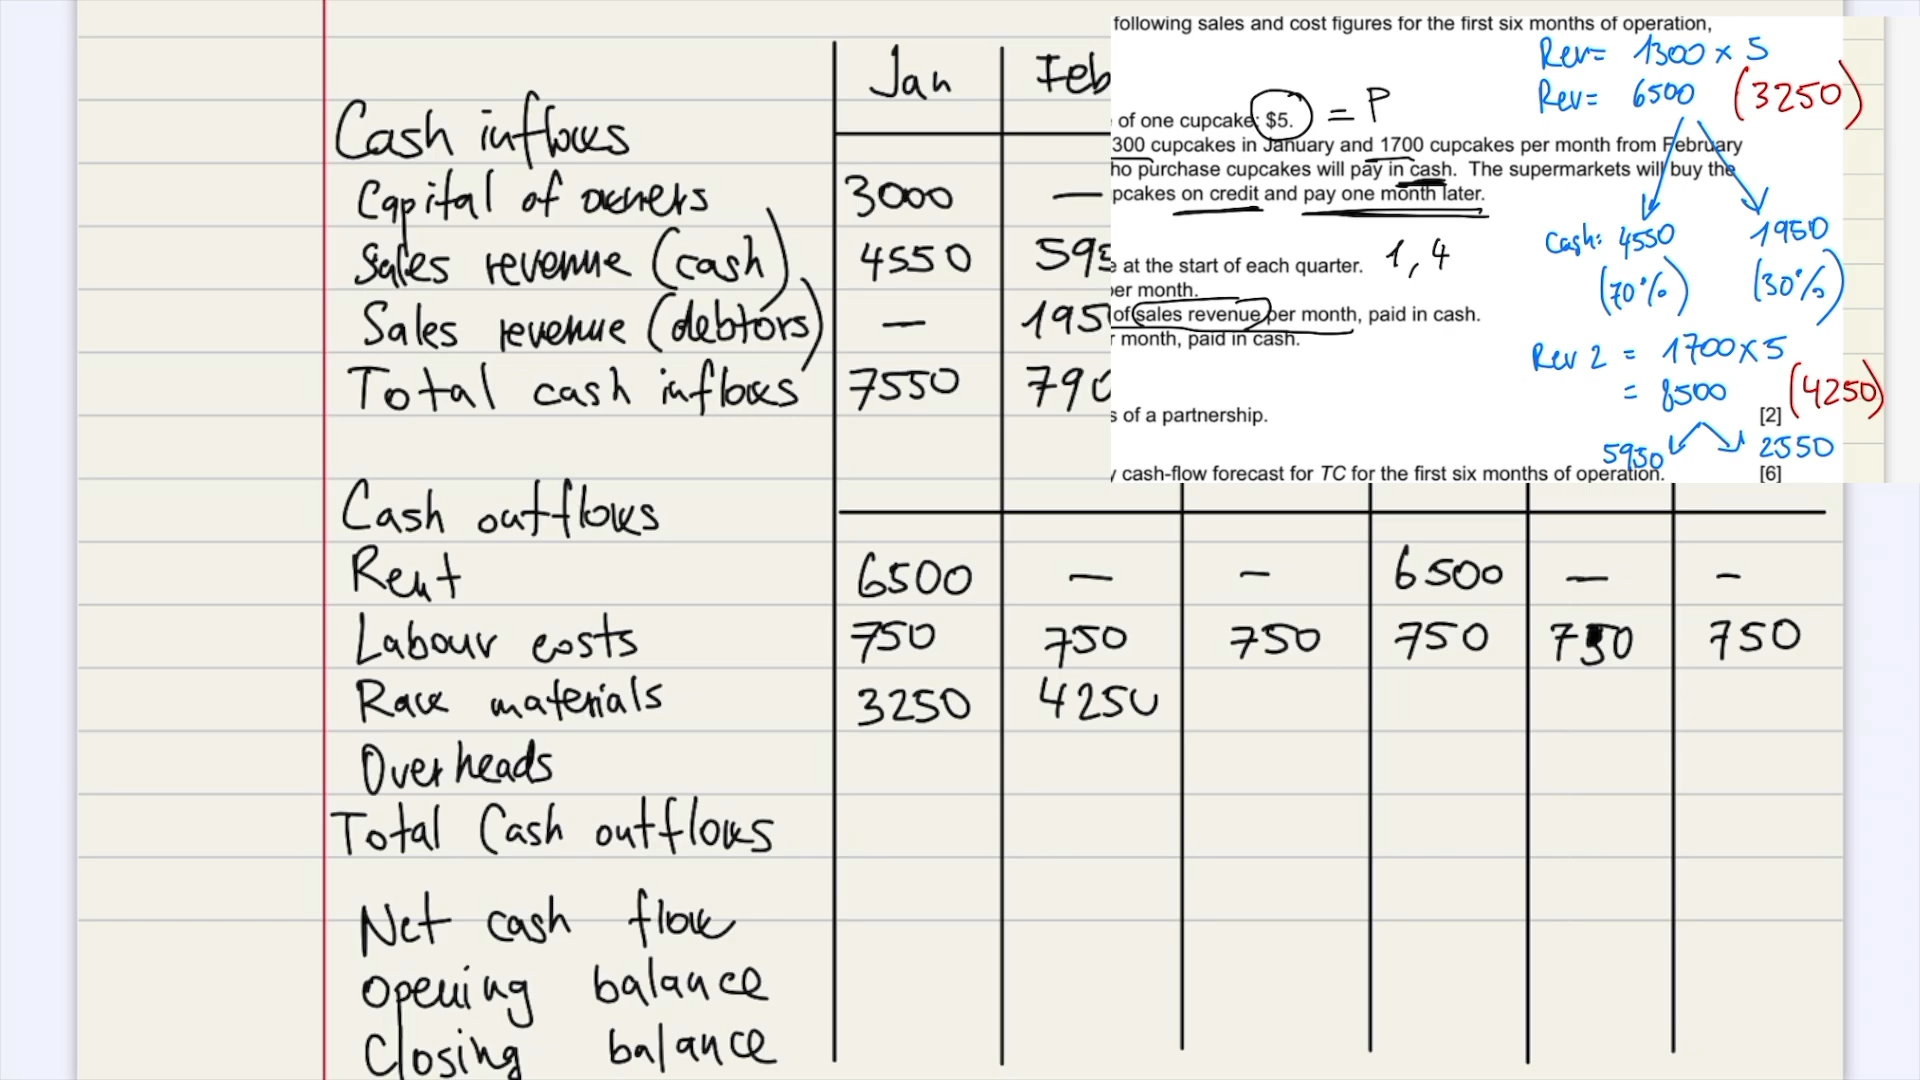 Jan Feb
Cash inflows
Capital of owners 3000 —
Sales revenue (cash) 4550 595
Sales revenue (debtors) — 195
Total cash inflows 7550 790
Cash outflows
Rent 6500 — - 6500 — -
Labour costs 750 750 750 750 750 750
Raw materials 3250 4250
Overheads
Total Cash outflows
Net cash flow
Opening balance
Closing balance
following sales and cost figures for the first six months of operation,
Rev= 1300 x 5
Rev= 6500 (3250)
of one cupcake: $5. = P
300 cupcakes in January and 1700 cupcakes per month from February
ho purchase cupcakes will pay in cash. The supermarkets will buy the
pcakes on credit and pay one month later.
Cash: 4550 1950
(70%) (30%)
e at the start of each quarter. 1, 4
per month.
of sales revenue per month, paid in cash.
r month, paid in cash.
Rev 2 = 1700 x 5
= 8500 (4250)
s of a partnership. [2]
5950 2550
y cash-flow forecast for TC for the first six months of operation. [6]